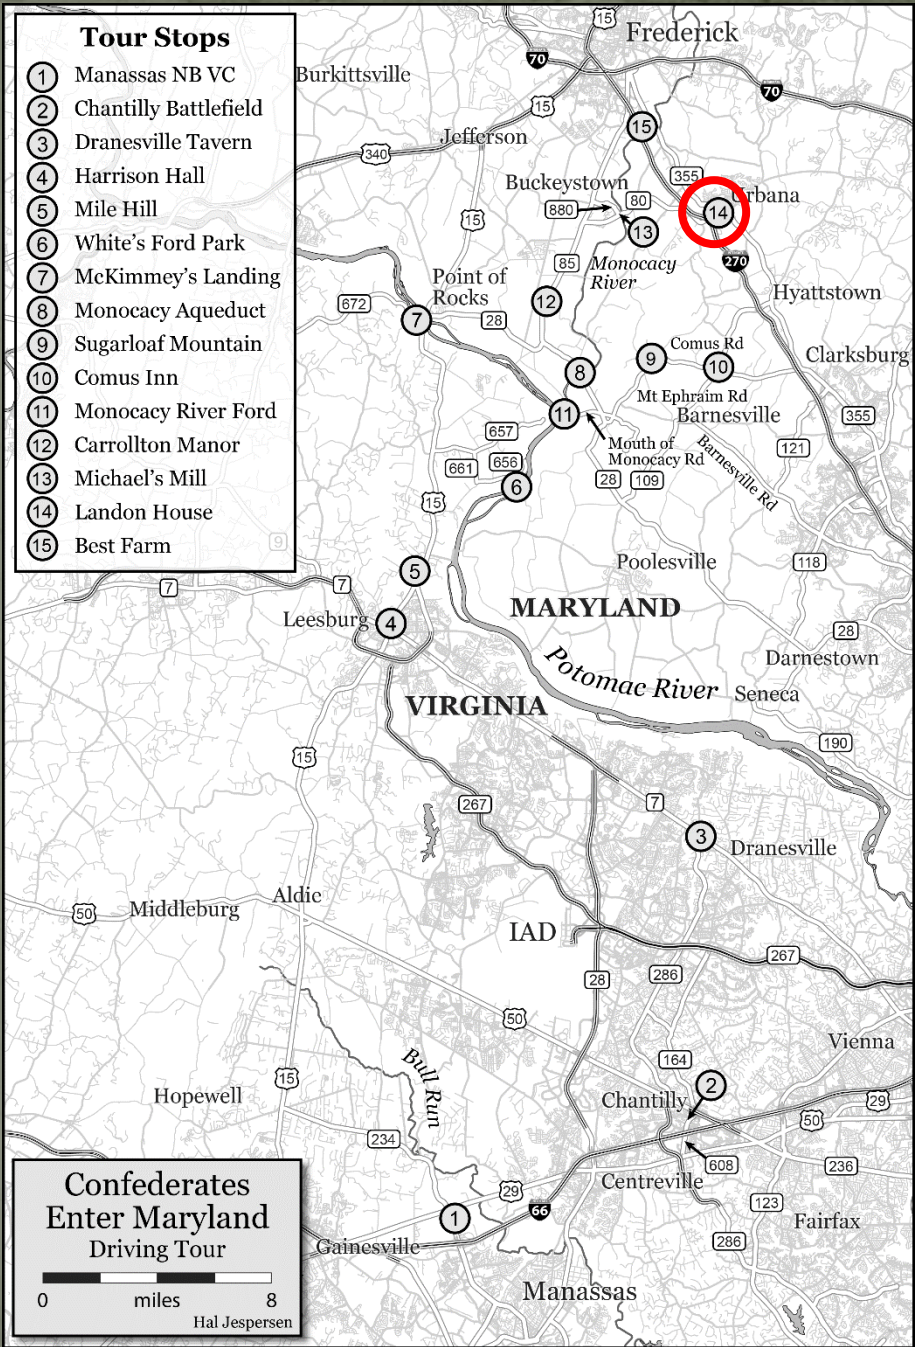 Tour Stops
1 Manassas NB VC
2 Chantilly Battlefield
3 Dranesville Tavern
4 Harrison Hall
5 Mile Hill
6 White's Ford Park
7 McKimmey's Landing
8 Monocacy Aqueduct
9 Sugarloaf Mountain
10 Comus Inn
11 Monocacy River Ford
12 Carrollton Manor
13 Michael's Mill
14 Landon House
15 Best Farm
9
15
Frederick
70
70
Burkittsville
15
15
Jefferson
340
355
Buckeystown
Urbana
80
880
14
15
13
85
Monocacy
River
270
Point of
Rocks
Hyattstown
672
12
7
28
Comus Rd
Clarksburg
8
9
10
Mt Ephraim Rd
11
Barnesville
355
657
Mouth of
Monocacy Rd
121
661
656
Barnesville Rd
28
109
6
15
Poolesville
118
5
7
7
MARYLAND
Leesburg
4
28
Darnestown
Potomac River
Seneca
VIRGINIA
190
15
267
7
3
Dranesville
Aldic
50
Middleburg
IAD
267
28
286
50
Vienna
Bull Run
164
15
2
Hopewell
Chantilly
29
50
234
608
236
29
Centreville
66
123
1
Fairfax
Gainesville
286
Manassas
Confederates
Enter Maryland
Driving Tour
0 miles 8
Hal Jespersen